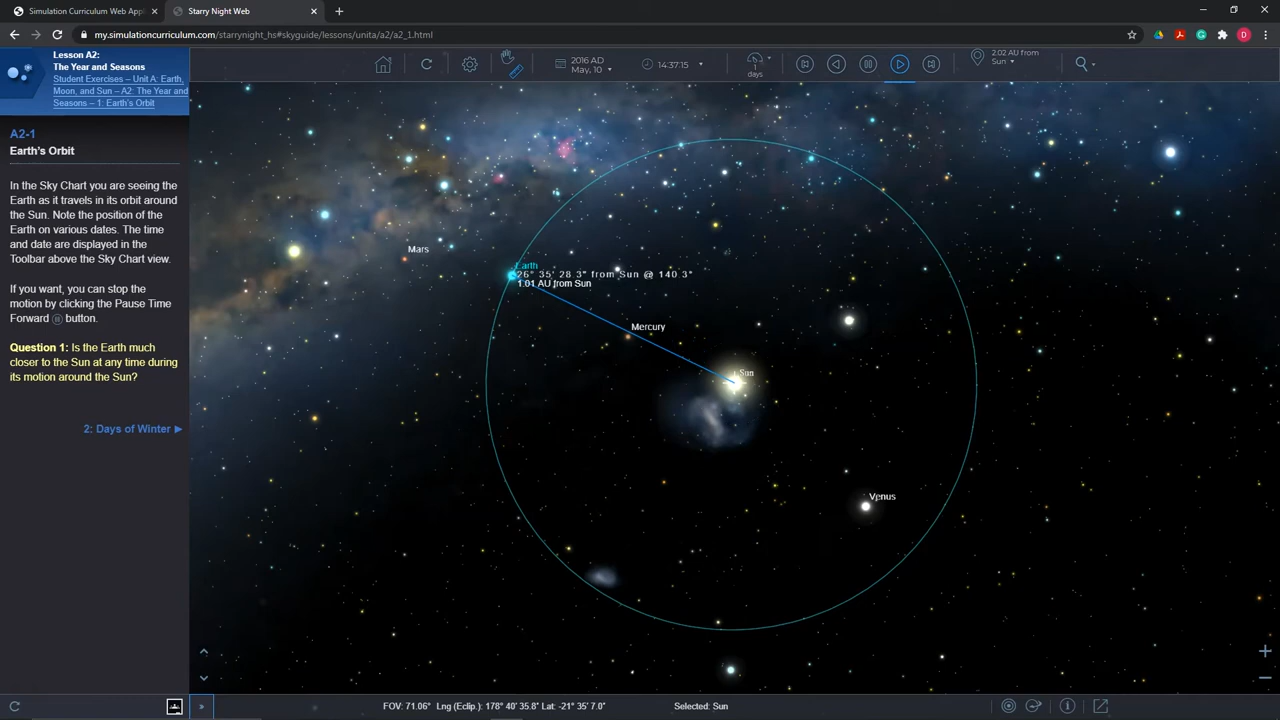 Simulation Curriculum Web Appl
Starry Night Web
my.simulationcurriculum.com/starrynight_hs#skyguide/lessons/unita/a2/a2_1.html
D
Lesson A2:
The Year and Seasons
Student Exercises – Unit A: Earth,
Moon, and Sun – A2: The Year and
Seasons – 1: Earth's Orbit
2016 AD
May, 10
14:37:15
1
days
2.02 AU from
Sun
A2-1
Earth's Orbit
In the Sky Chart you are seeing the
Earth as it travels in its orbit around
the Sun. Note the position of the
Earth on various dates. The time
and date are displayed in the
Toolbar above the Sky Chart view.
If you want, you can stop the
motion by clicking the Pause Time
Forward button.
Question 1: Is the Earth much
closer to the Sun at any time during
its motion around the Sun?
2: Days of Winter
Mars
Earth
26° 35' 28.3" from Sun @ 140.3°
1.01 AU from Sun
Mercury
Sun
Venus
FOV: 71.06° Lng (Eclip.): 178° 40' 35.8" Lat: -21° 35' 7.0"
Selected: Sun